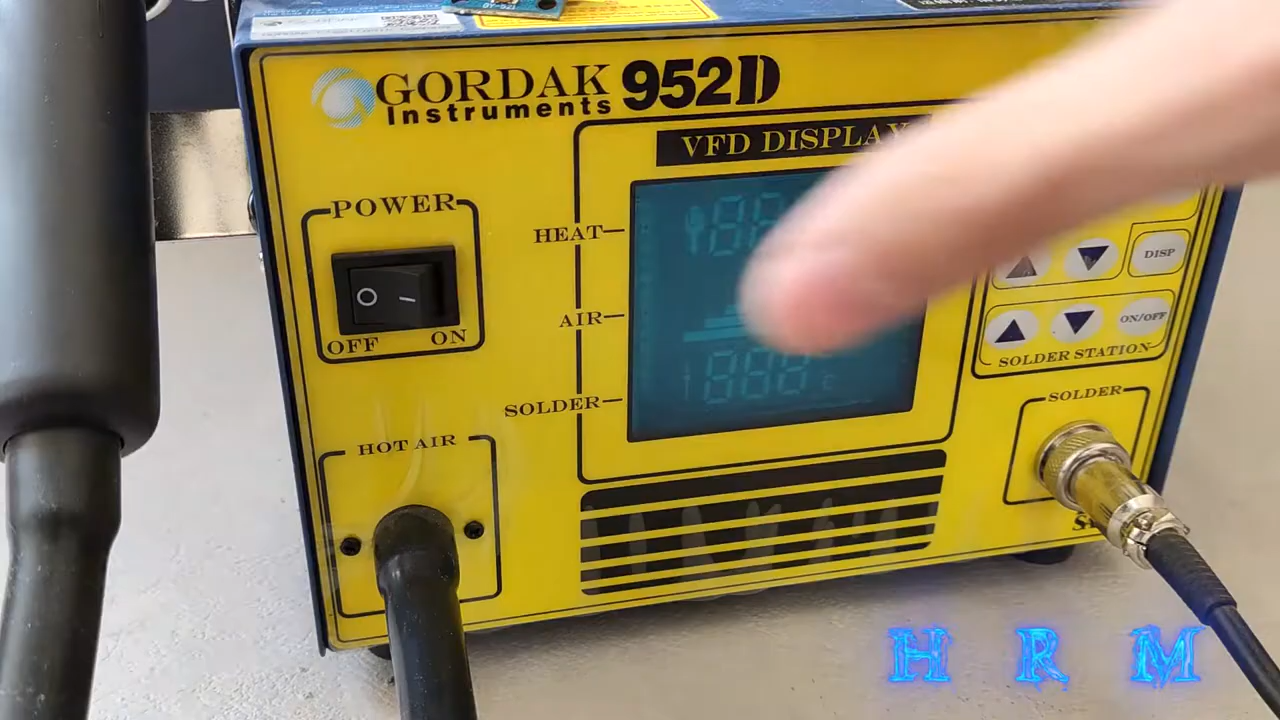 GORDAK
Instruments
952D
VFD DISPLAY
POWER
HEAT
OFF ON
AIR
SOLDER
DISP
ON/OFF
SOLDER STATION
SOLDER
HOT AIR
H R M